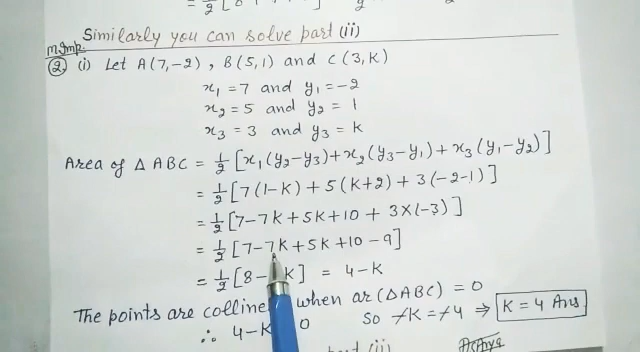 Similarly you can solve part (ii)
M.Imp.
② (i) Let A(7,-2), B(5,1) and C(3,K)
x₁ = 7 and y₁ = -2
x₂ = 5 and y₂ = 1
x₃ = 3 and y₃ = K
Area of Δ ABC = 1/2 [x₁(y₂-y₃)+x₂(y₃-y₁)+x₃(y₁-y₂)]
= 1/2 [7(1-K) + 5(K+2) + 3(-2-1)]
= 1/2 [7-7K+5K+10 + 3×(-3)]
= 1/2 [7-7K+5K+10-9]
= 1/2 [8- K] = 4-K
The points are colline when ar(ΔABC) = 0
∴ 4-K 0 So -K = -4 ⇒ K = 4 Ans
part (ii)